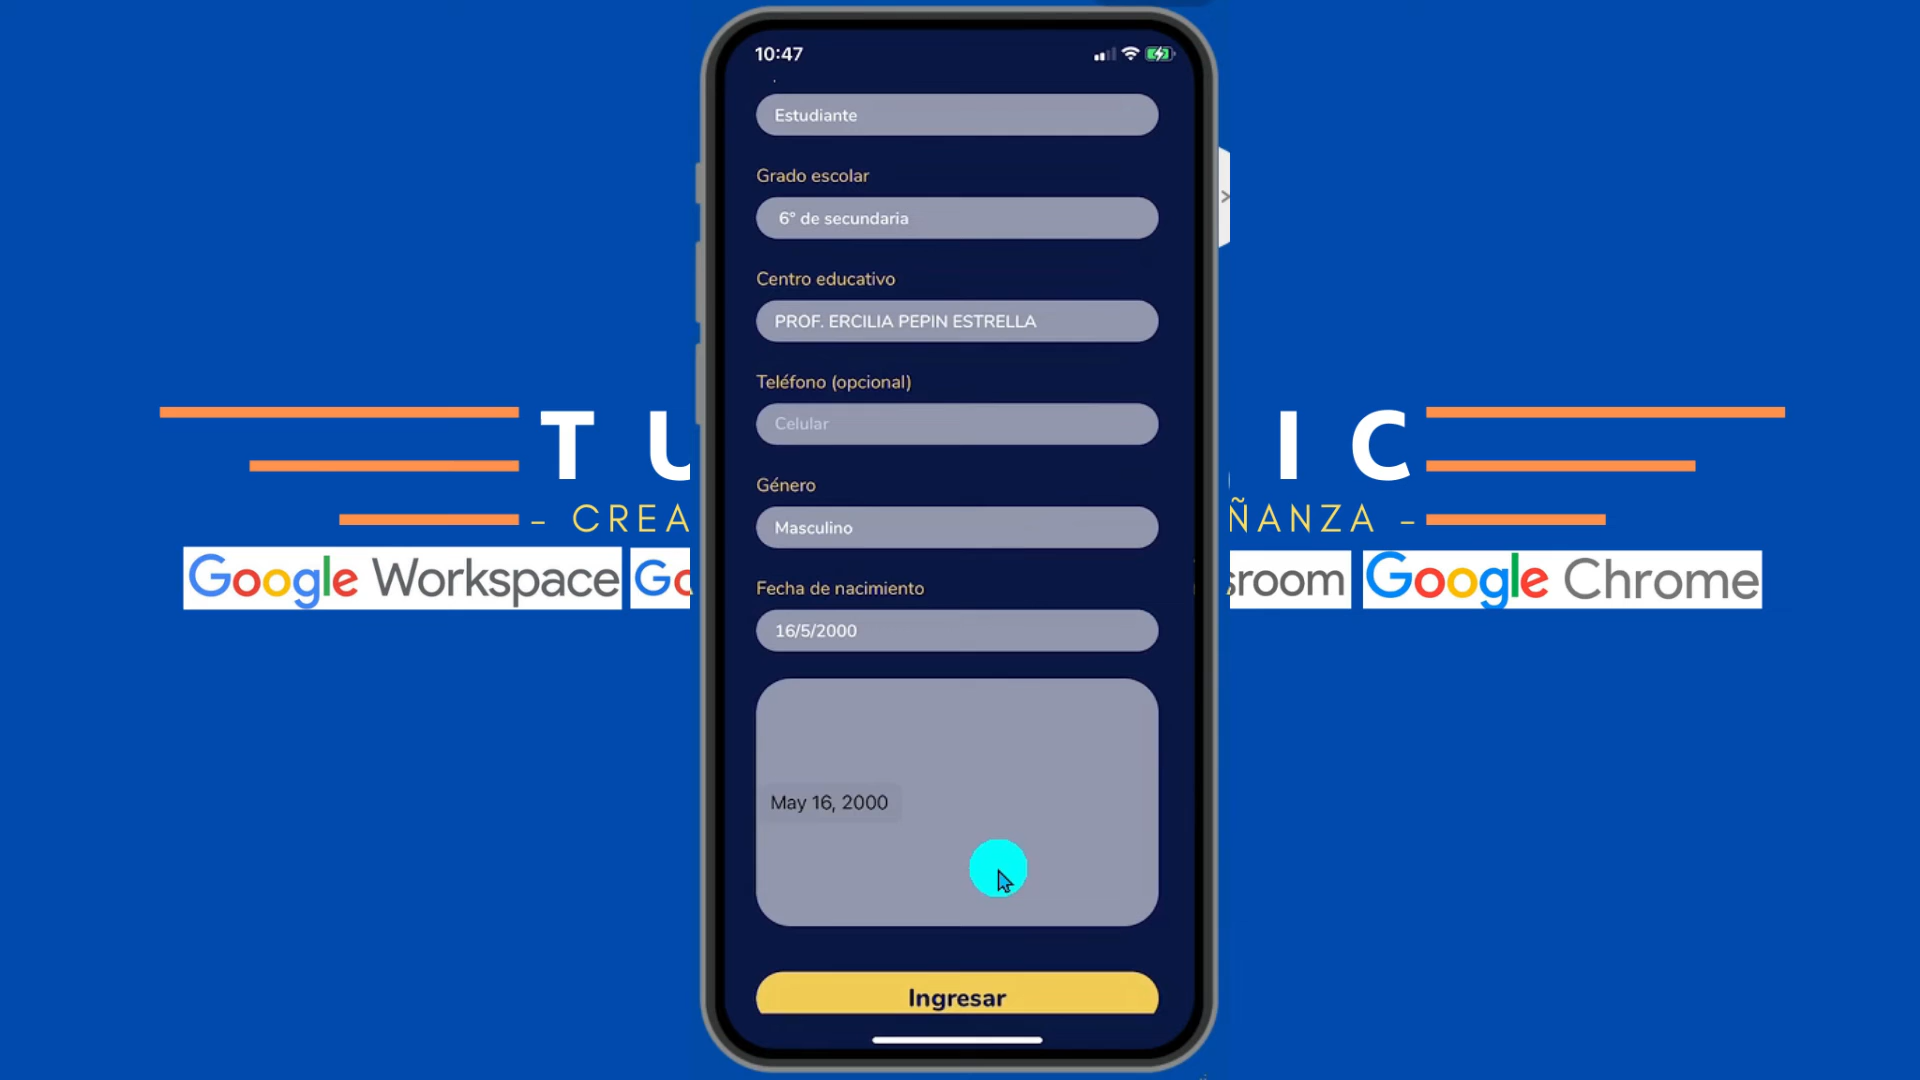 10:47
Estudiante
Grado escolar
6° de secundaria
Centro educativo
PROF. ERCILIA PEPIN ESTRELLA
Teléfono (opcional)
Celular
Género
Masculino
Fecha de nacimiento
16/5/2000
May 16, 2000
Ingresar
T U I C
– CREA ÑANZA –
Google Workspace Go sroom Google Chrome